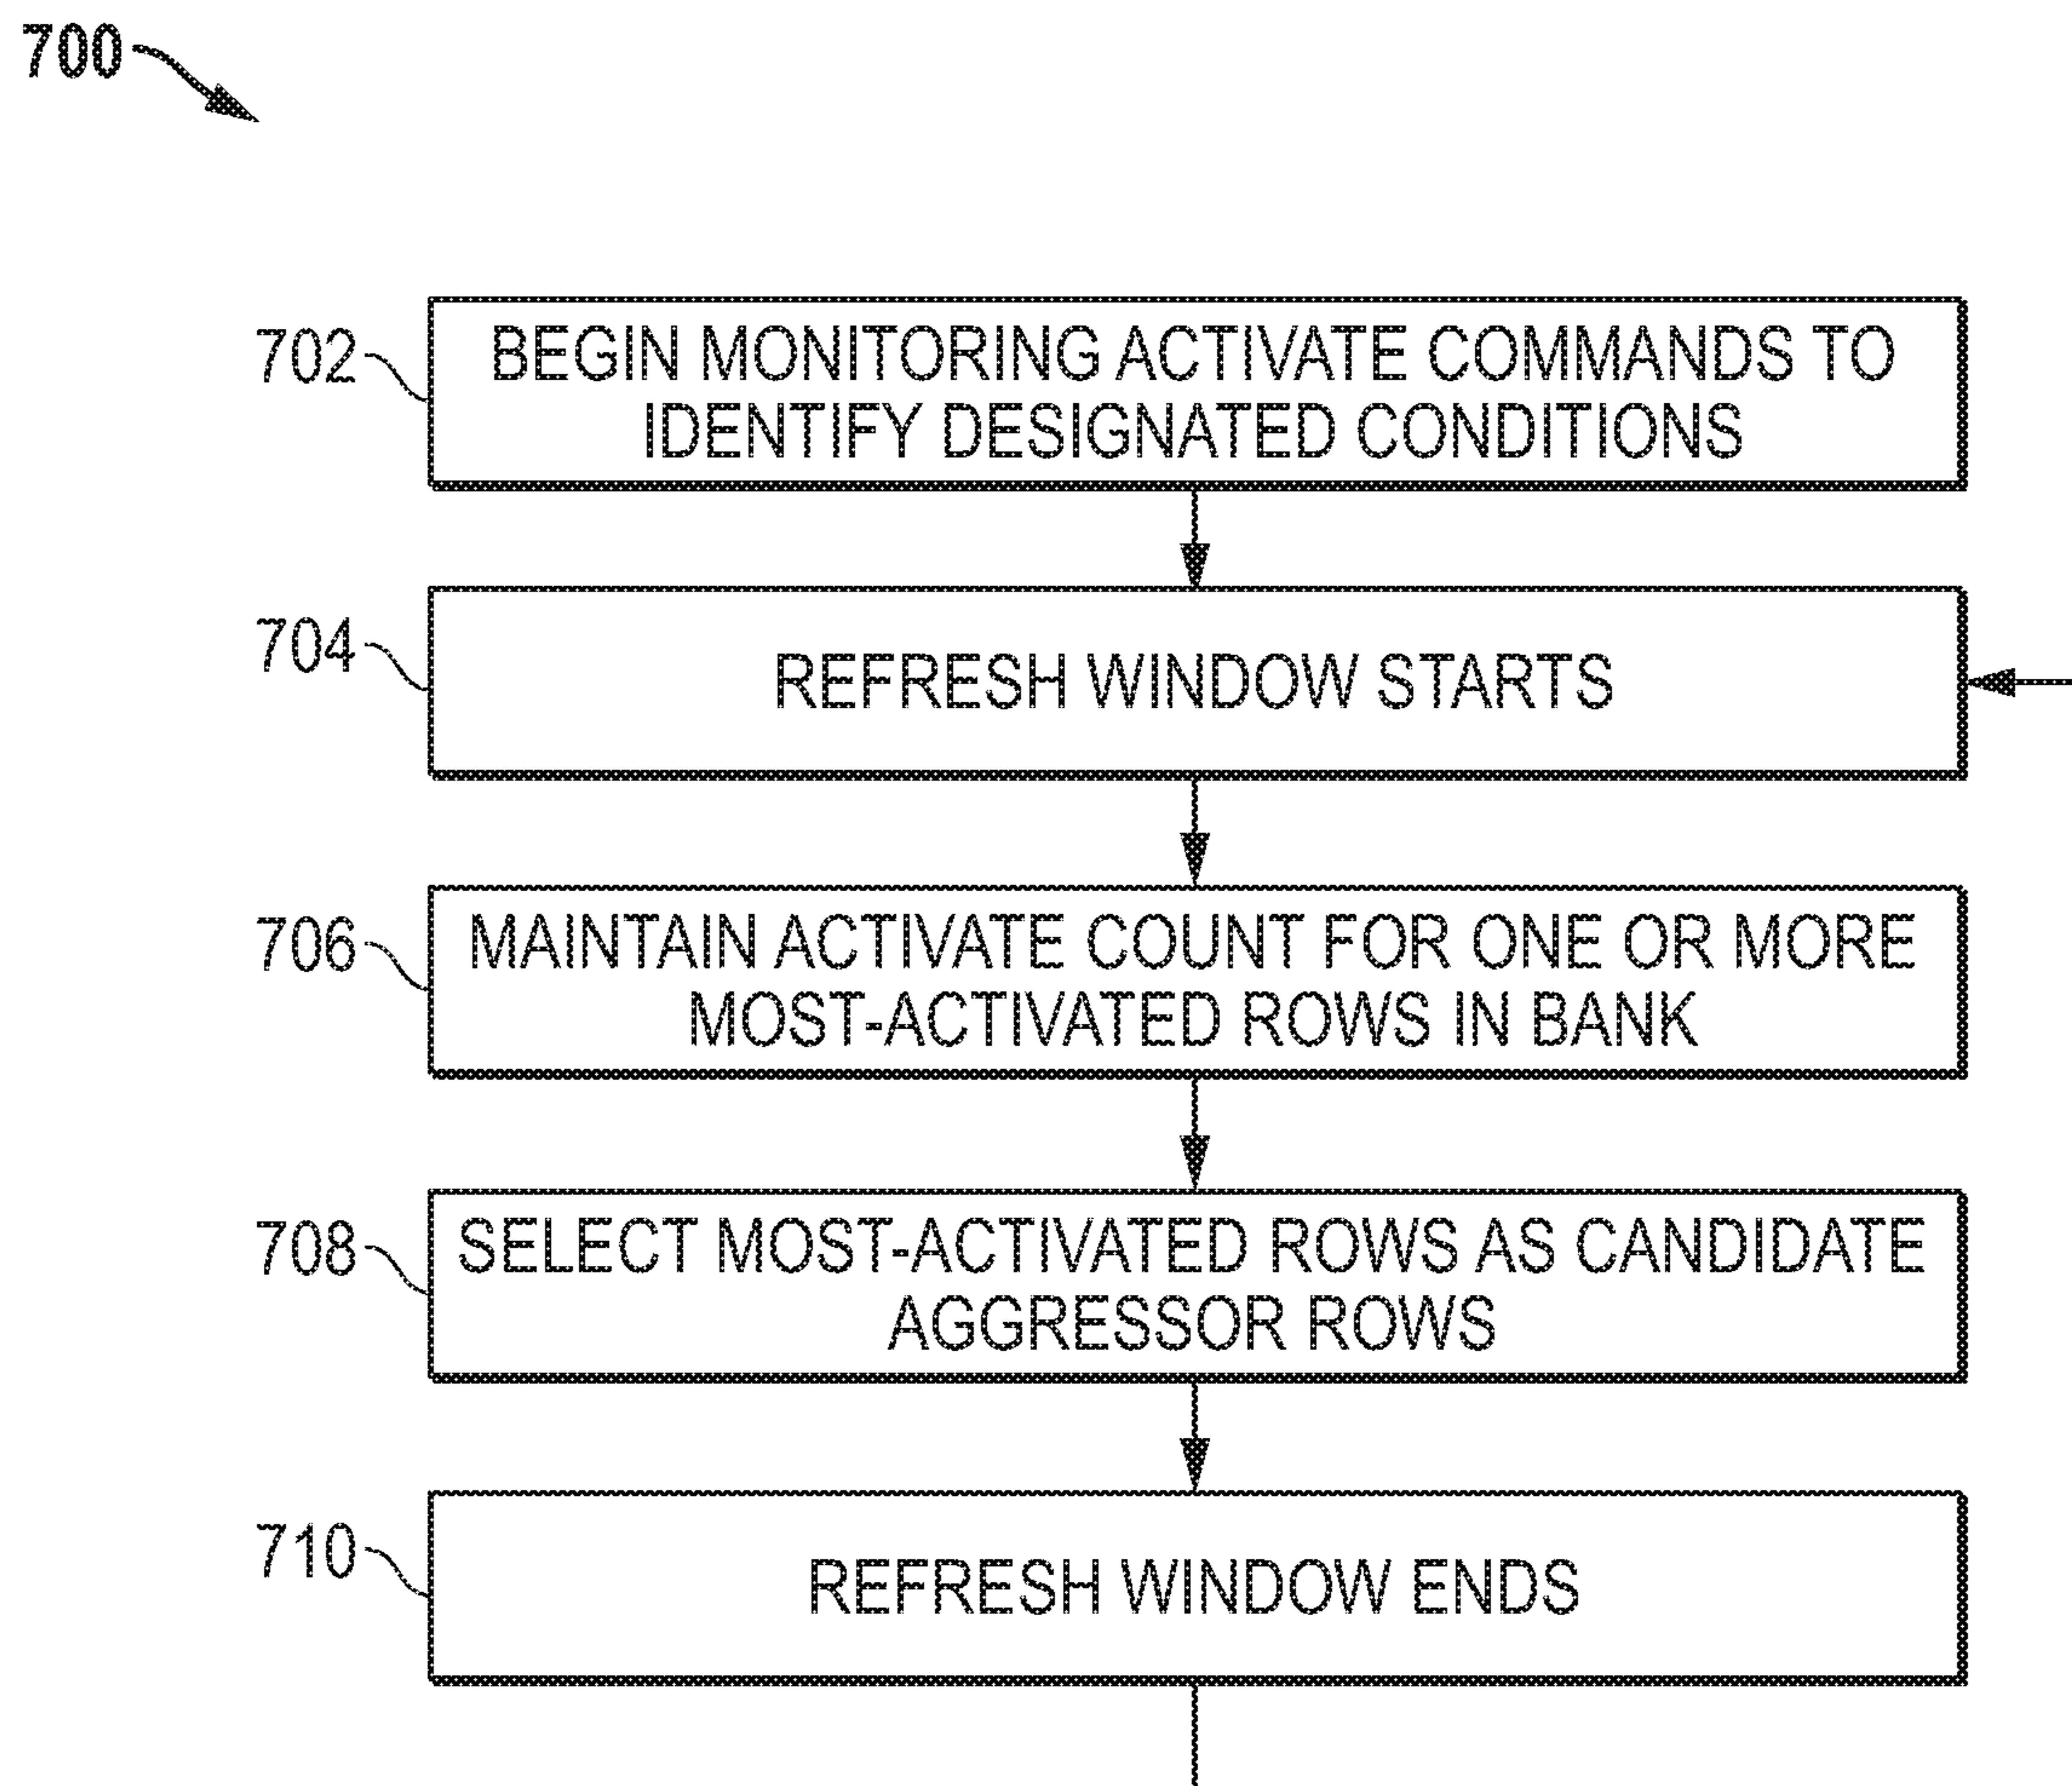 700
702
BEGIN MONITORING ACTIVATE COMMANDS TO
IDENTIFY DESIGNATED CONDITIONS
704
REFRESH WINDOW STARTS
706
MAINTAIN ACTIVATE COUNT FOR ONE OR MORE
MOST-ACTIVATED ROWS IN BANK
708
SELECT MOST-ACTIVATED ROWS AS CANDIDATE
AGGRESSOR ROWS
710
REFRESH WINDOW ENDS